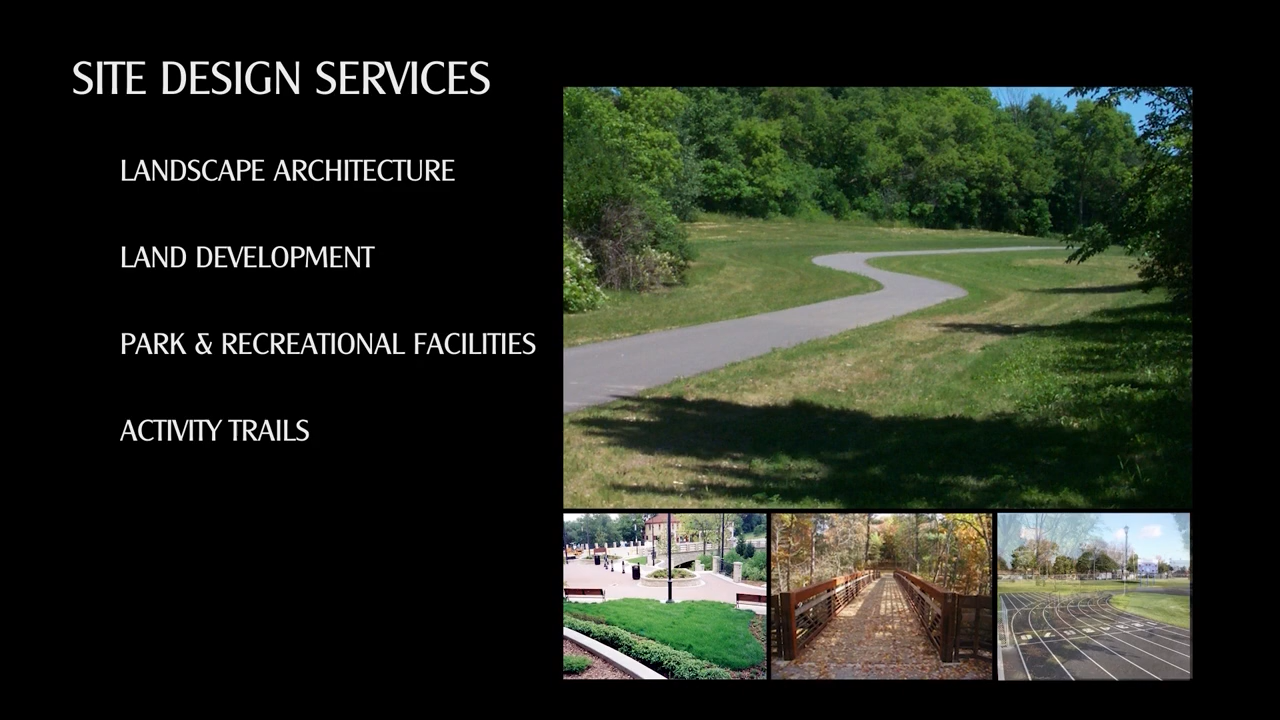 SITE DESIGN SERVICES
LANDSCAPE ARCHITECTURE
LAND DEVELOPMENT
PARK & RECREATIONAL FACILITIES
ACTIVITY TRAILS